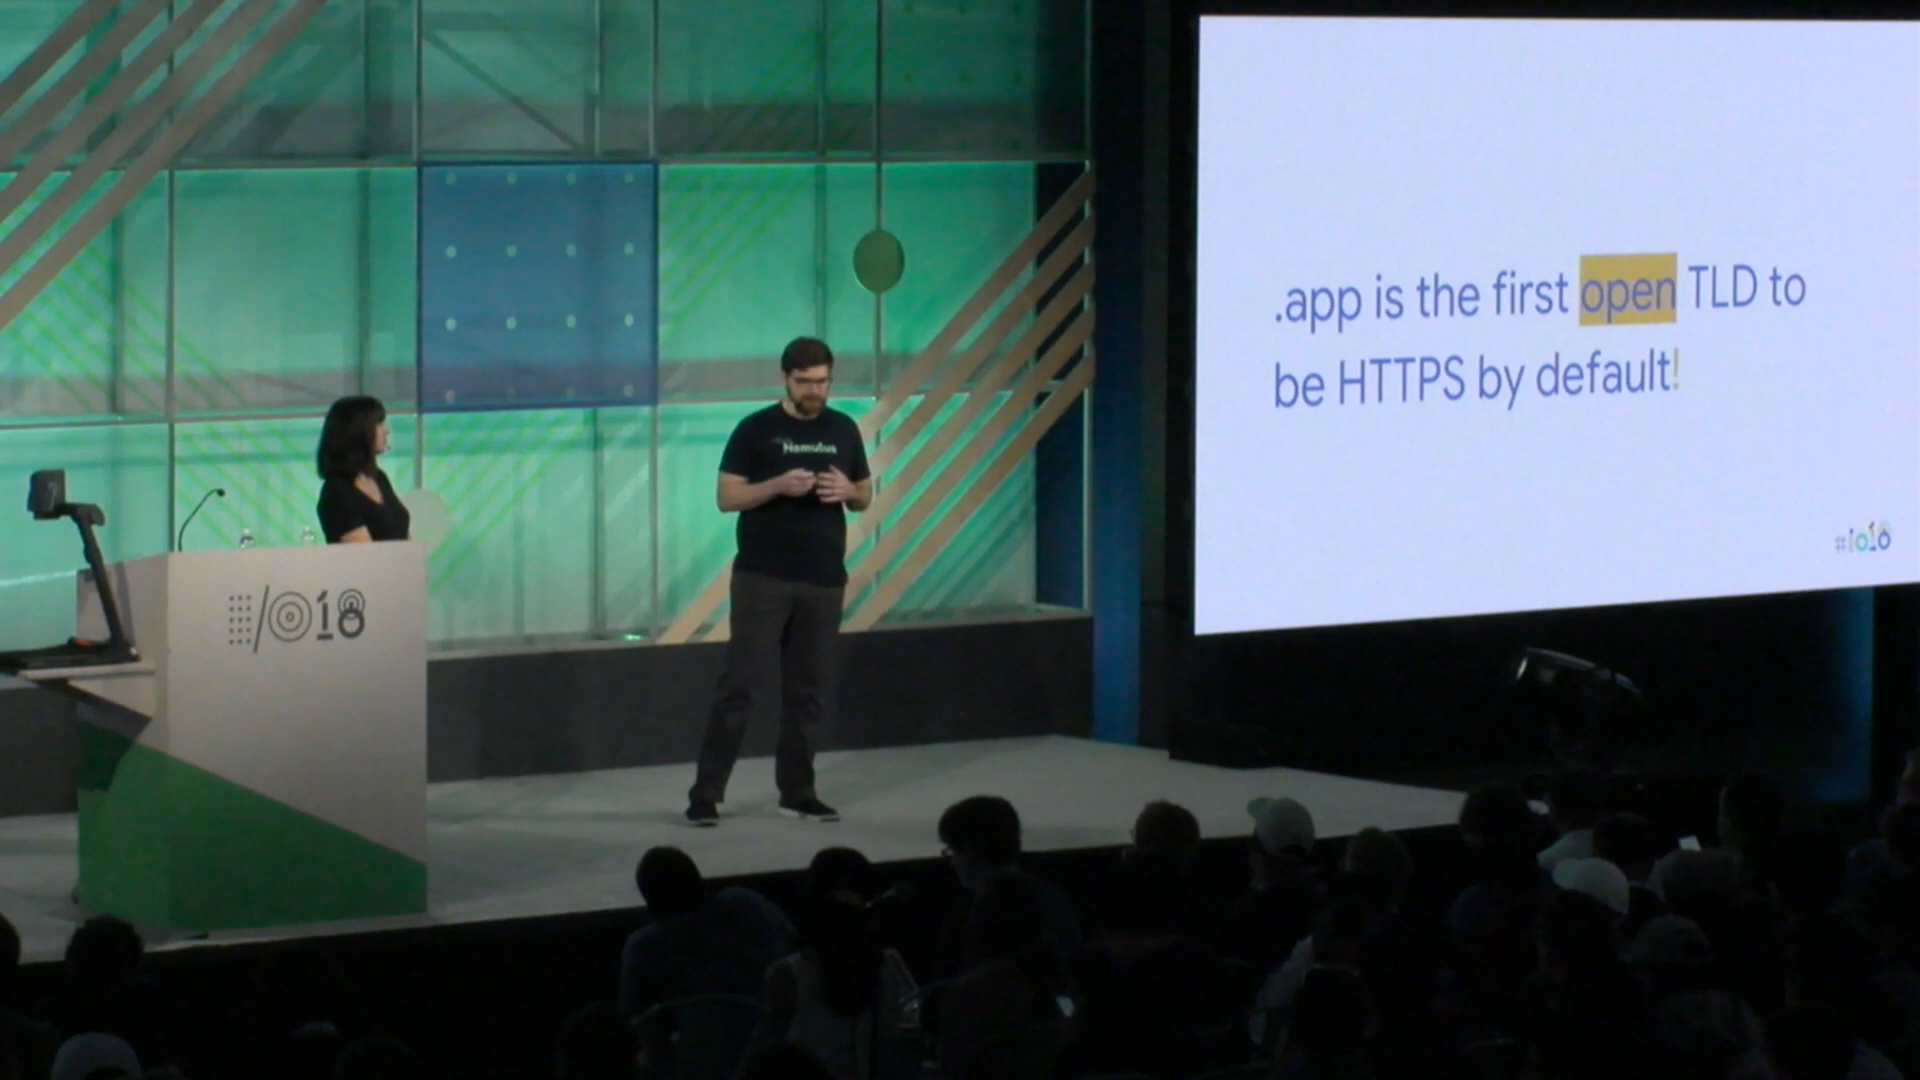 .app is the first open TLD to
be HTTPS by default!
#io18
Nomulus
I/O18